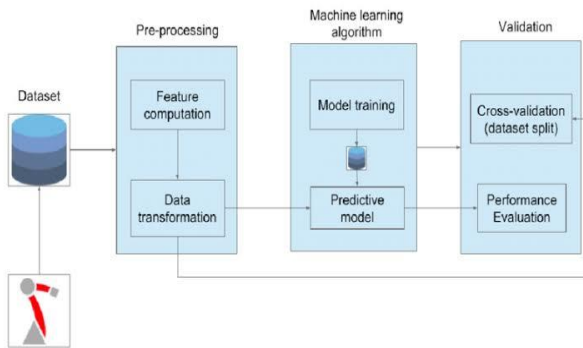 Pre-processing
Machine learning
algorithm
Validation
Dataset
Feature
computation
Model training
Cross-validation
(dataset split)
Data
transformation
Predictive
model
Performance
Evaluation